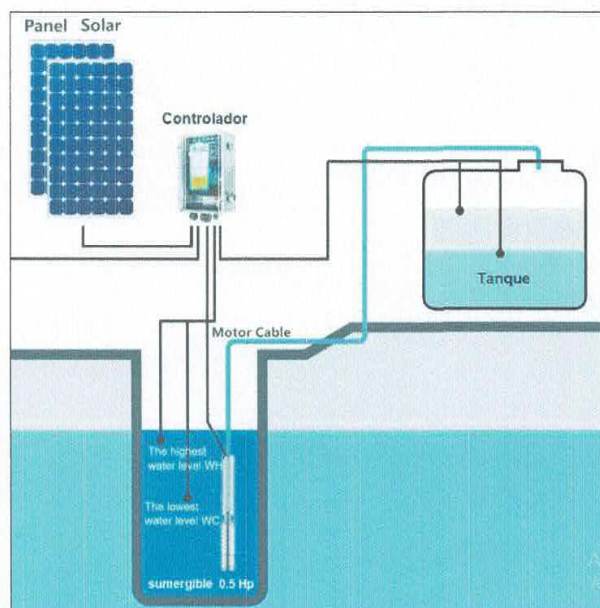 Panel Solar
Controlador
Tanque
Motor Cable
The highest
water level WH
The lowest
water level WC
sumergible 0.5 Hp